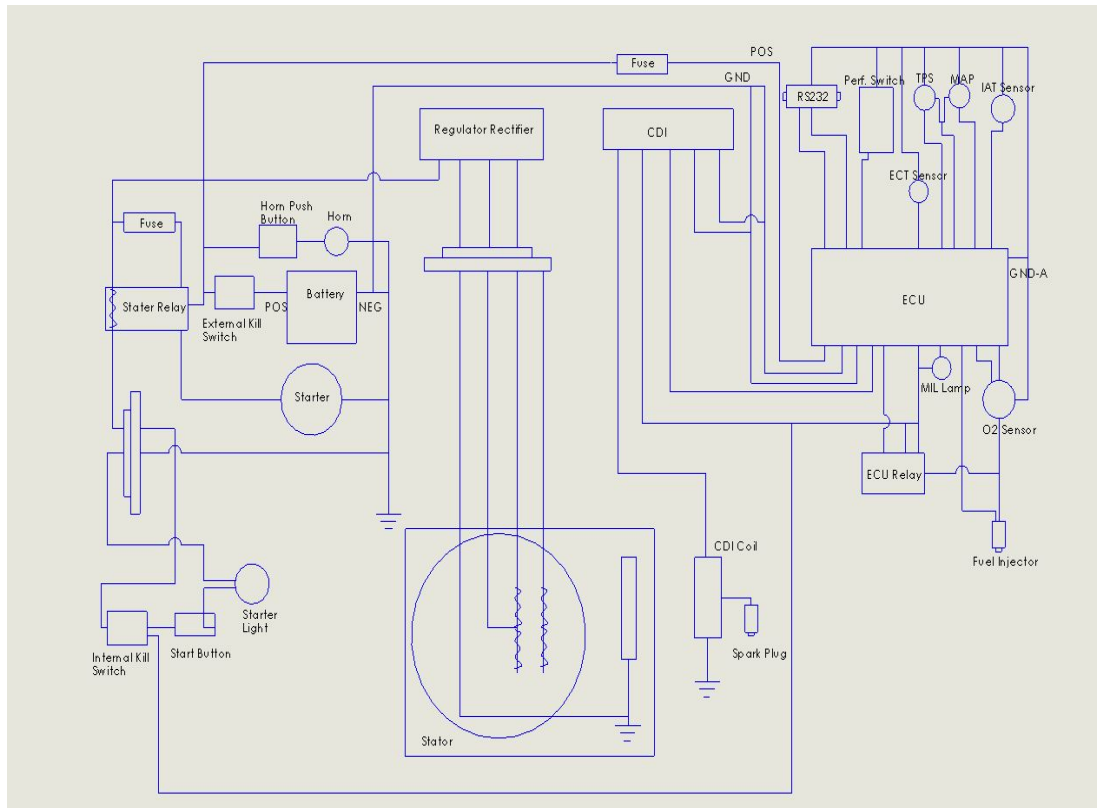 POS
Fuse
GND
Perf. Switch
TPS
MAP
IAT Sensor
RS232
Regulator Rectifier
CDI
ECT Sensor
Horn Push
Button
Horn
Fuse
GND-A
Stater Relay
Battery
ECU
POS
NEG
External Kill
Switch
MIL Lamp
Starter
O2 Sensor
ECU Relay
CDI Coil
Fuel Injector
Starter
Light
Internal Kill
Switch
Start Button
Spark Plug
Stator